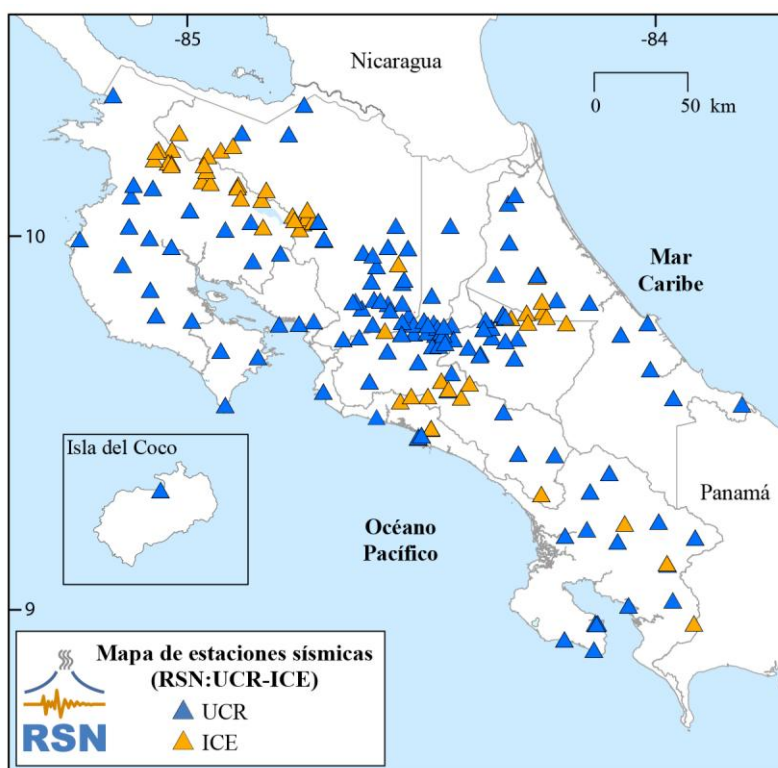 -85
-84
Nicaragua
0 50 km
10
Mar
Caribe
Isla del Coco
Panamá
Océano
Pacífico
9
Mapa de estaciones sísmicas
(RSN:UCR-ICE)
UCR
ICE
RSN